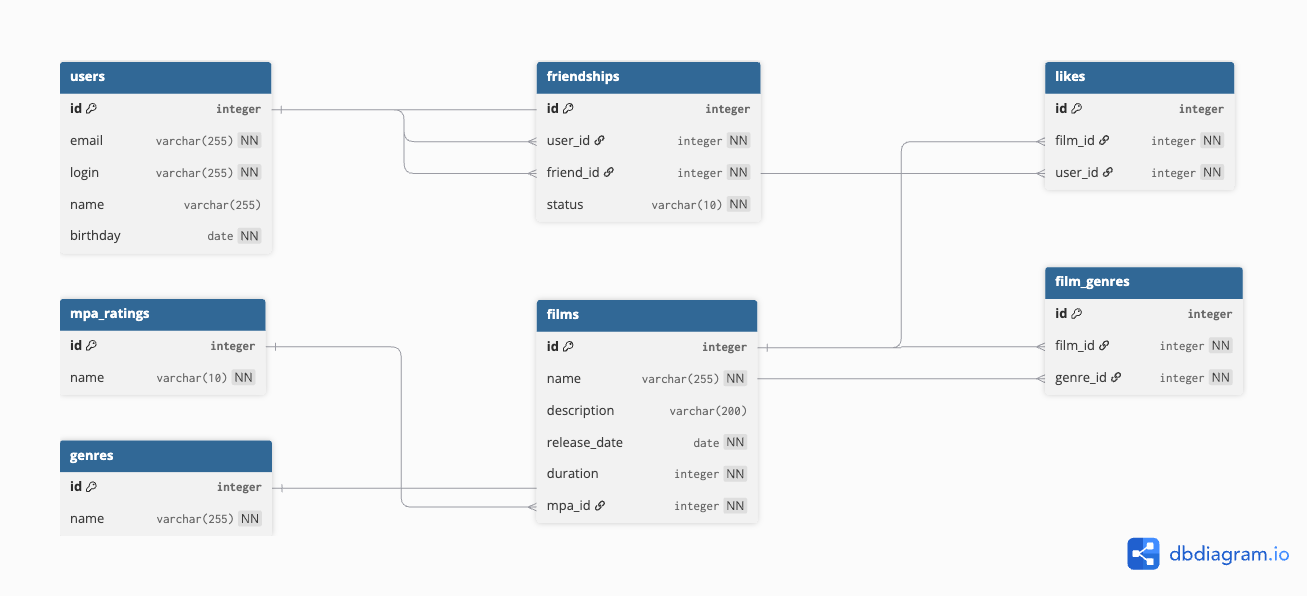 users
id integer
email varchar(255) NN
login varchar(255) NN
name varchar(255)
birthday date NN
friendships
id integer
user_id integer NN
friend_id integer NN
status varchar(10) NN
likes
id integer
film_id integer NN
user_id integer NN
mpa_ratings
id integer
name varchar(10) NN
films
id integer
name varchar(255) NN
description varchar(200)
release_date date NN
duration integer NN
mpa_id integer NN
film_genres
id integer
film_id integer NN
genre_id integer NN
genres
id integer
name varchar(255) NN
dbdiagram.io